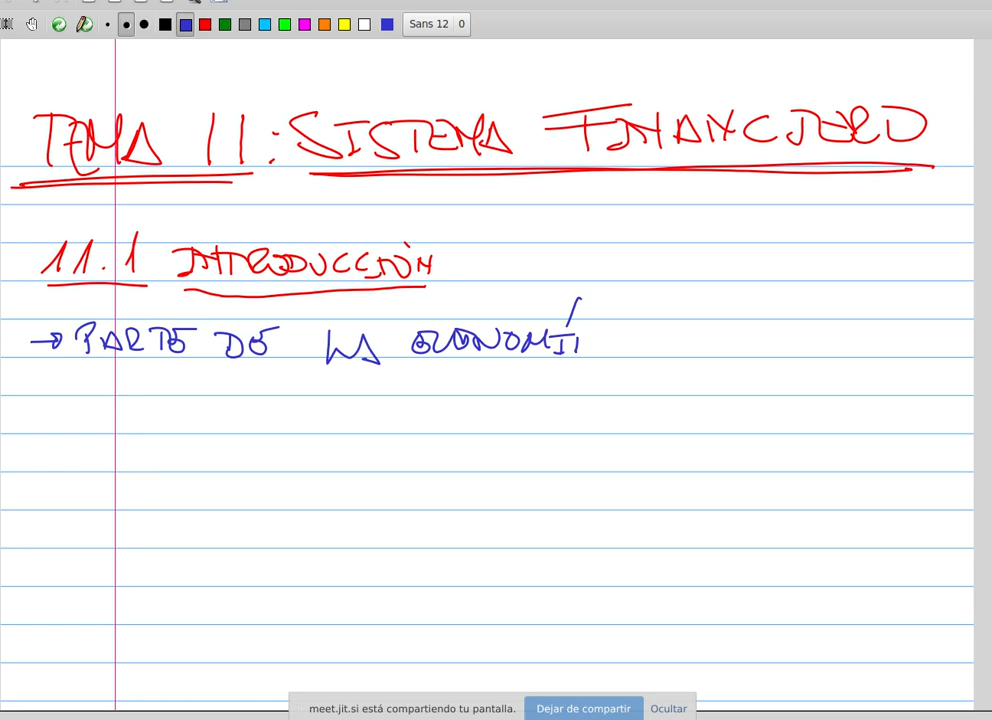 Sans 12 0
TEMA 11: SISTEMA FINANCIERO
11.1 INTRODUCCIÓN
→ PARTE DE LA ECONOMÍ
meet.jit.si está compartiendo tu pantalla. Dejar de compartir Ocultar